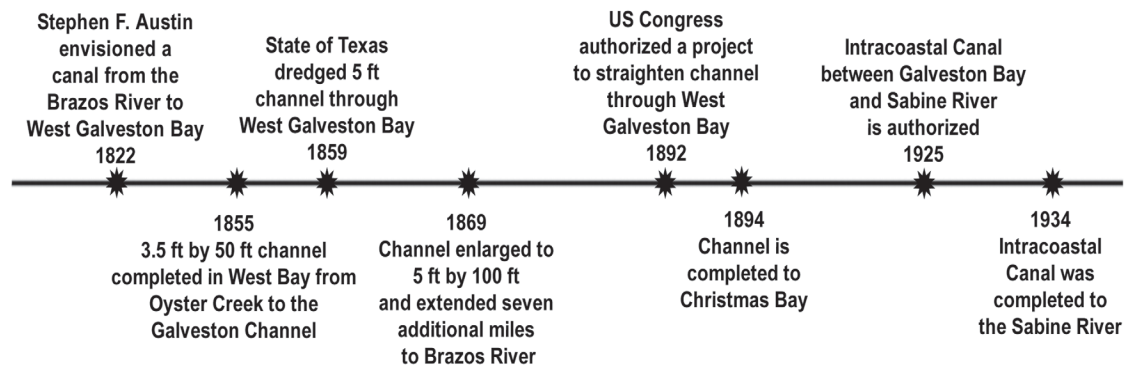 Stephen F. Austin
envisioned a
canal from the
Brazos River to
West Galveston Bay
1822
1855
3.5 ft by 50 ft channel
completed in West Bay from
Oyster Creek to the
Galveston Channel
State of Texas
dredged 5 ft
channel through
West Galveston Bay
1859
1869
Channel enlarged to
5 ft by 100 ft
and extended seven
additional miles
to Brazos River
US Congress
authorized a project
to straighten channel
through West
Galveston Bay
1892
1894
Channel is
completed to
Christmas Bay
Intracoastal Canal
between Galveston Bay
and Sabine River
is authorized
1925
1934
Intracoastal
Canal was
completed to
the Sabine River